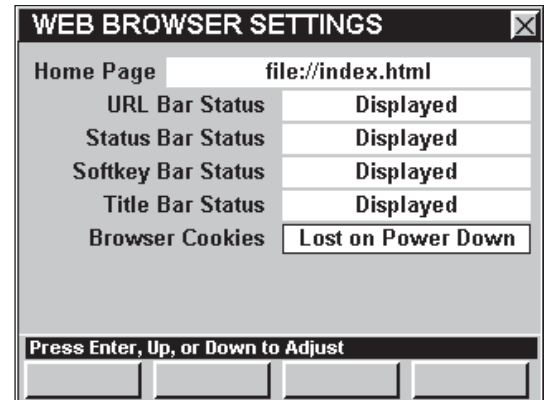 WEB BROWSER SETTINGS
Home Page file://index.html
URL Bar Status Displayed
Status Bar Status Displayed
Softkey Bar Status Displayed
Title Bar Status Displayed
Browser Cookies Lost on Power Down
Press Enter, Up, or Down to Adjust